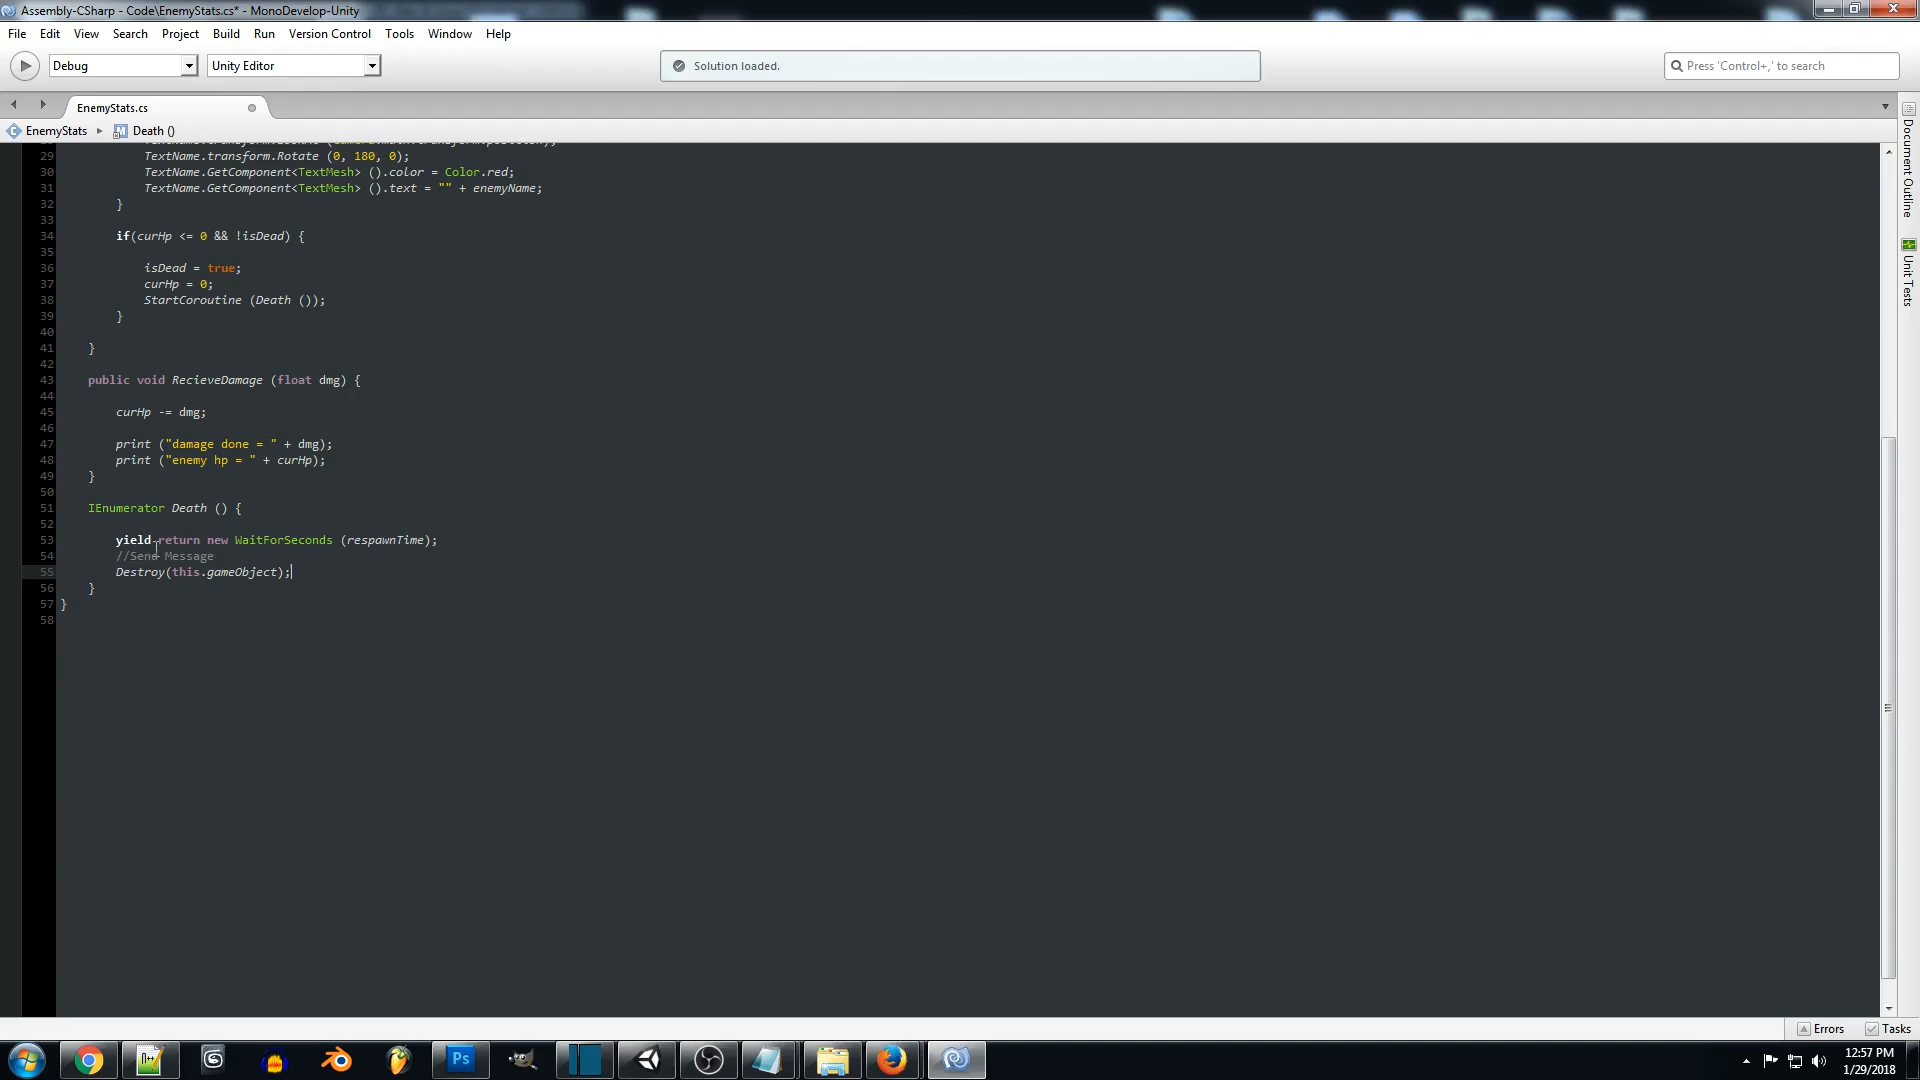 Assembly-CSharp - Code\EnemyStats.cs* - MonoDevelop-Unity
File Edit View Search Project Build Run Version Control Tools Window Help
Debug Unity Editor Solution loaded. Press 'Control+,' to search
EnemyStats.cs
EnemyStats Death ()
29 TextName.transform.Rotate (0, 180, 0);
30 TextName.GetComponent<TextMesh> ().color = Color.red;
31 TextName.GetComponent<TextMesh> ().text = "" + enemyName;
32 }
33
34 if(curHp <= 0 && !isDead) {
35
36 isDead = true;
37 curHp = 0;
38 StartCoroutine (Death ());
39 }
40
41 }
42
43 public void RecieveDamage (float dmg) {
44
45 curHp -= dmg;
46
47 print ("damage done = " + dmg);
48 print ("enemy hp = " + curHp);
49 }
50
51 IEnumerator Death () {
52
53 yield return new WaitForSeconds (respawnTime);
54 //Send Message
55 Destroy(this.gameObject);
56 }
57 }
58
Document Outline
Unit Tests
Errors Tasks
Ps
12:57 PM
1/29/2018